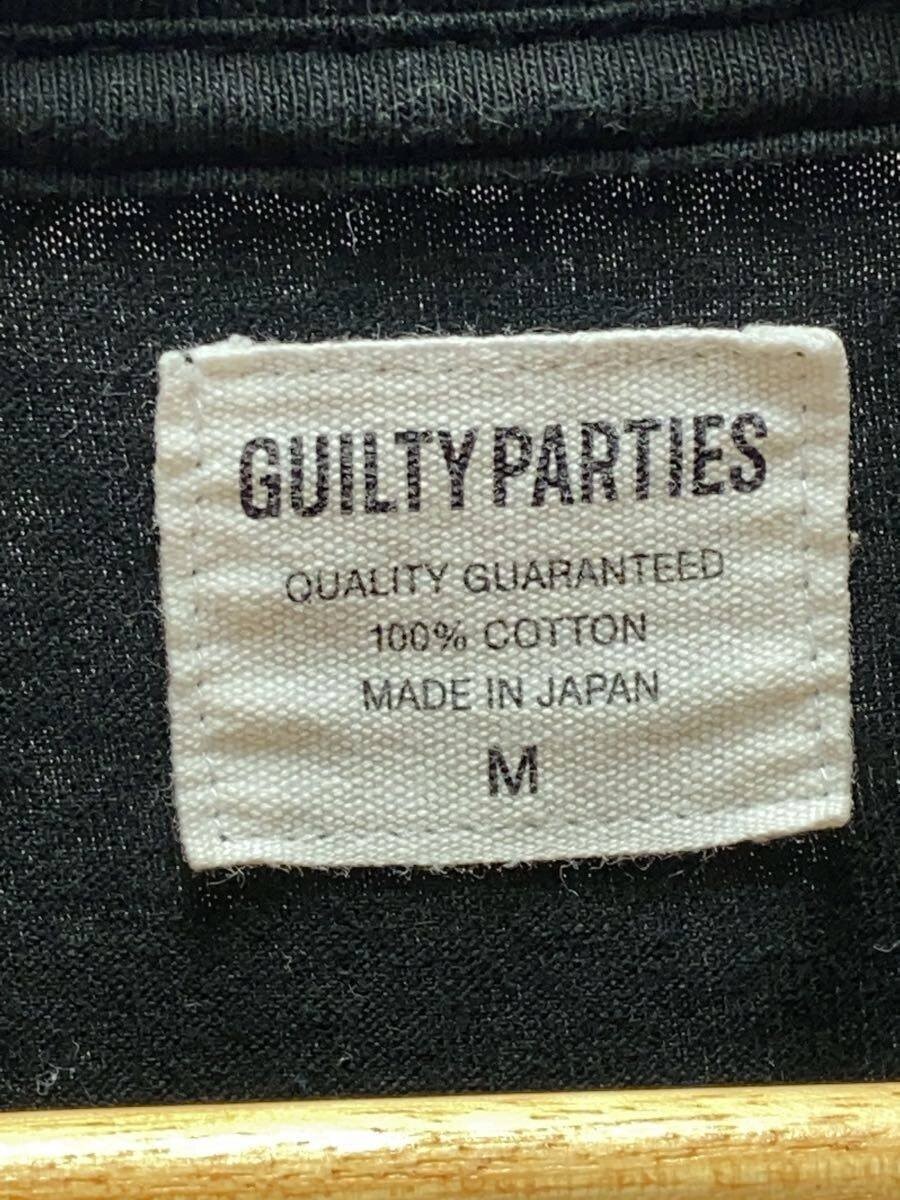 GUILTY PARTIES
QUALITY GUARANTEED
100% COTTON
MADE IN JAPAN
M